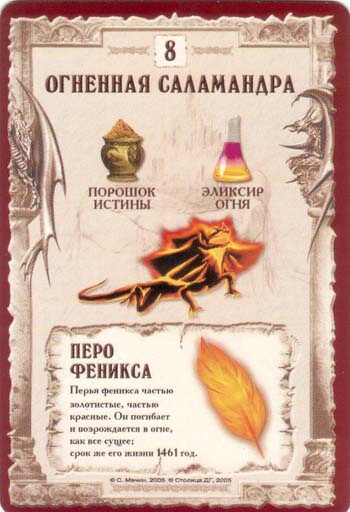 8
ОГНЕННАЯ САЛАМАНДРА
ПОРОШОК
ИСТИНЫ
ЭЛИКСИР
ОГНЯ
ПЕРО
ФЕНИКСА
Перья феникса частью
золотистые, частью
красные. Он погибает
и возрождается в огне,
как все сущее;
срок же его жизни 1461 год.
© С. Мачин, 2005 © Столица ДГ, 2005